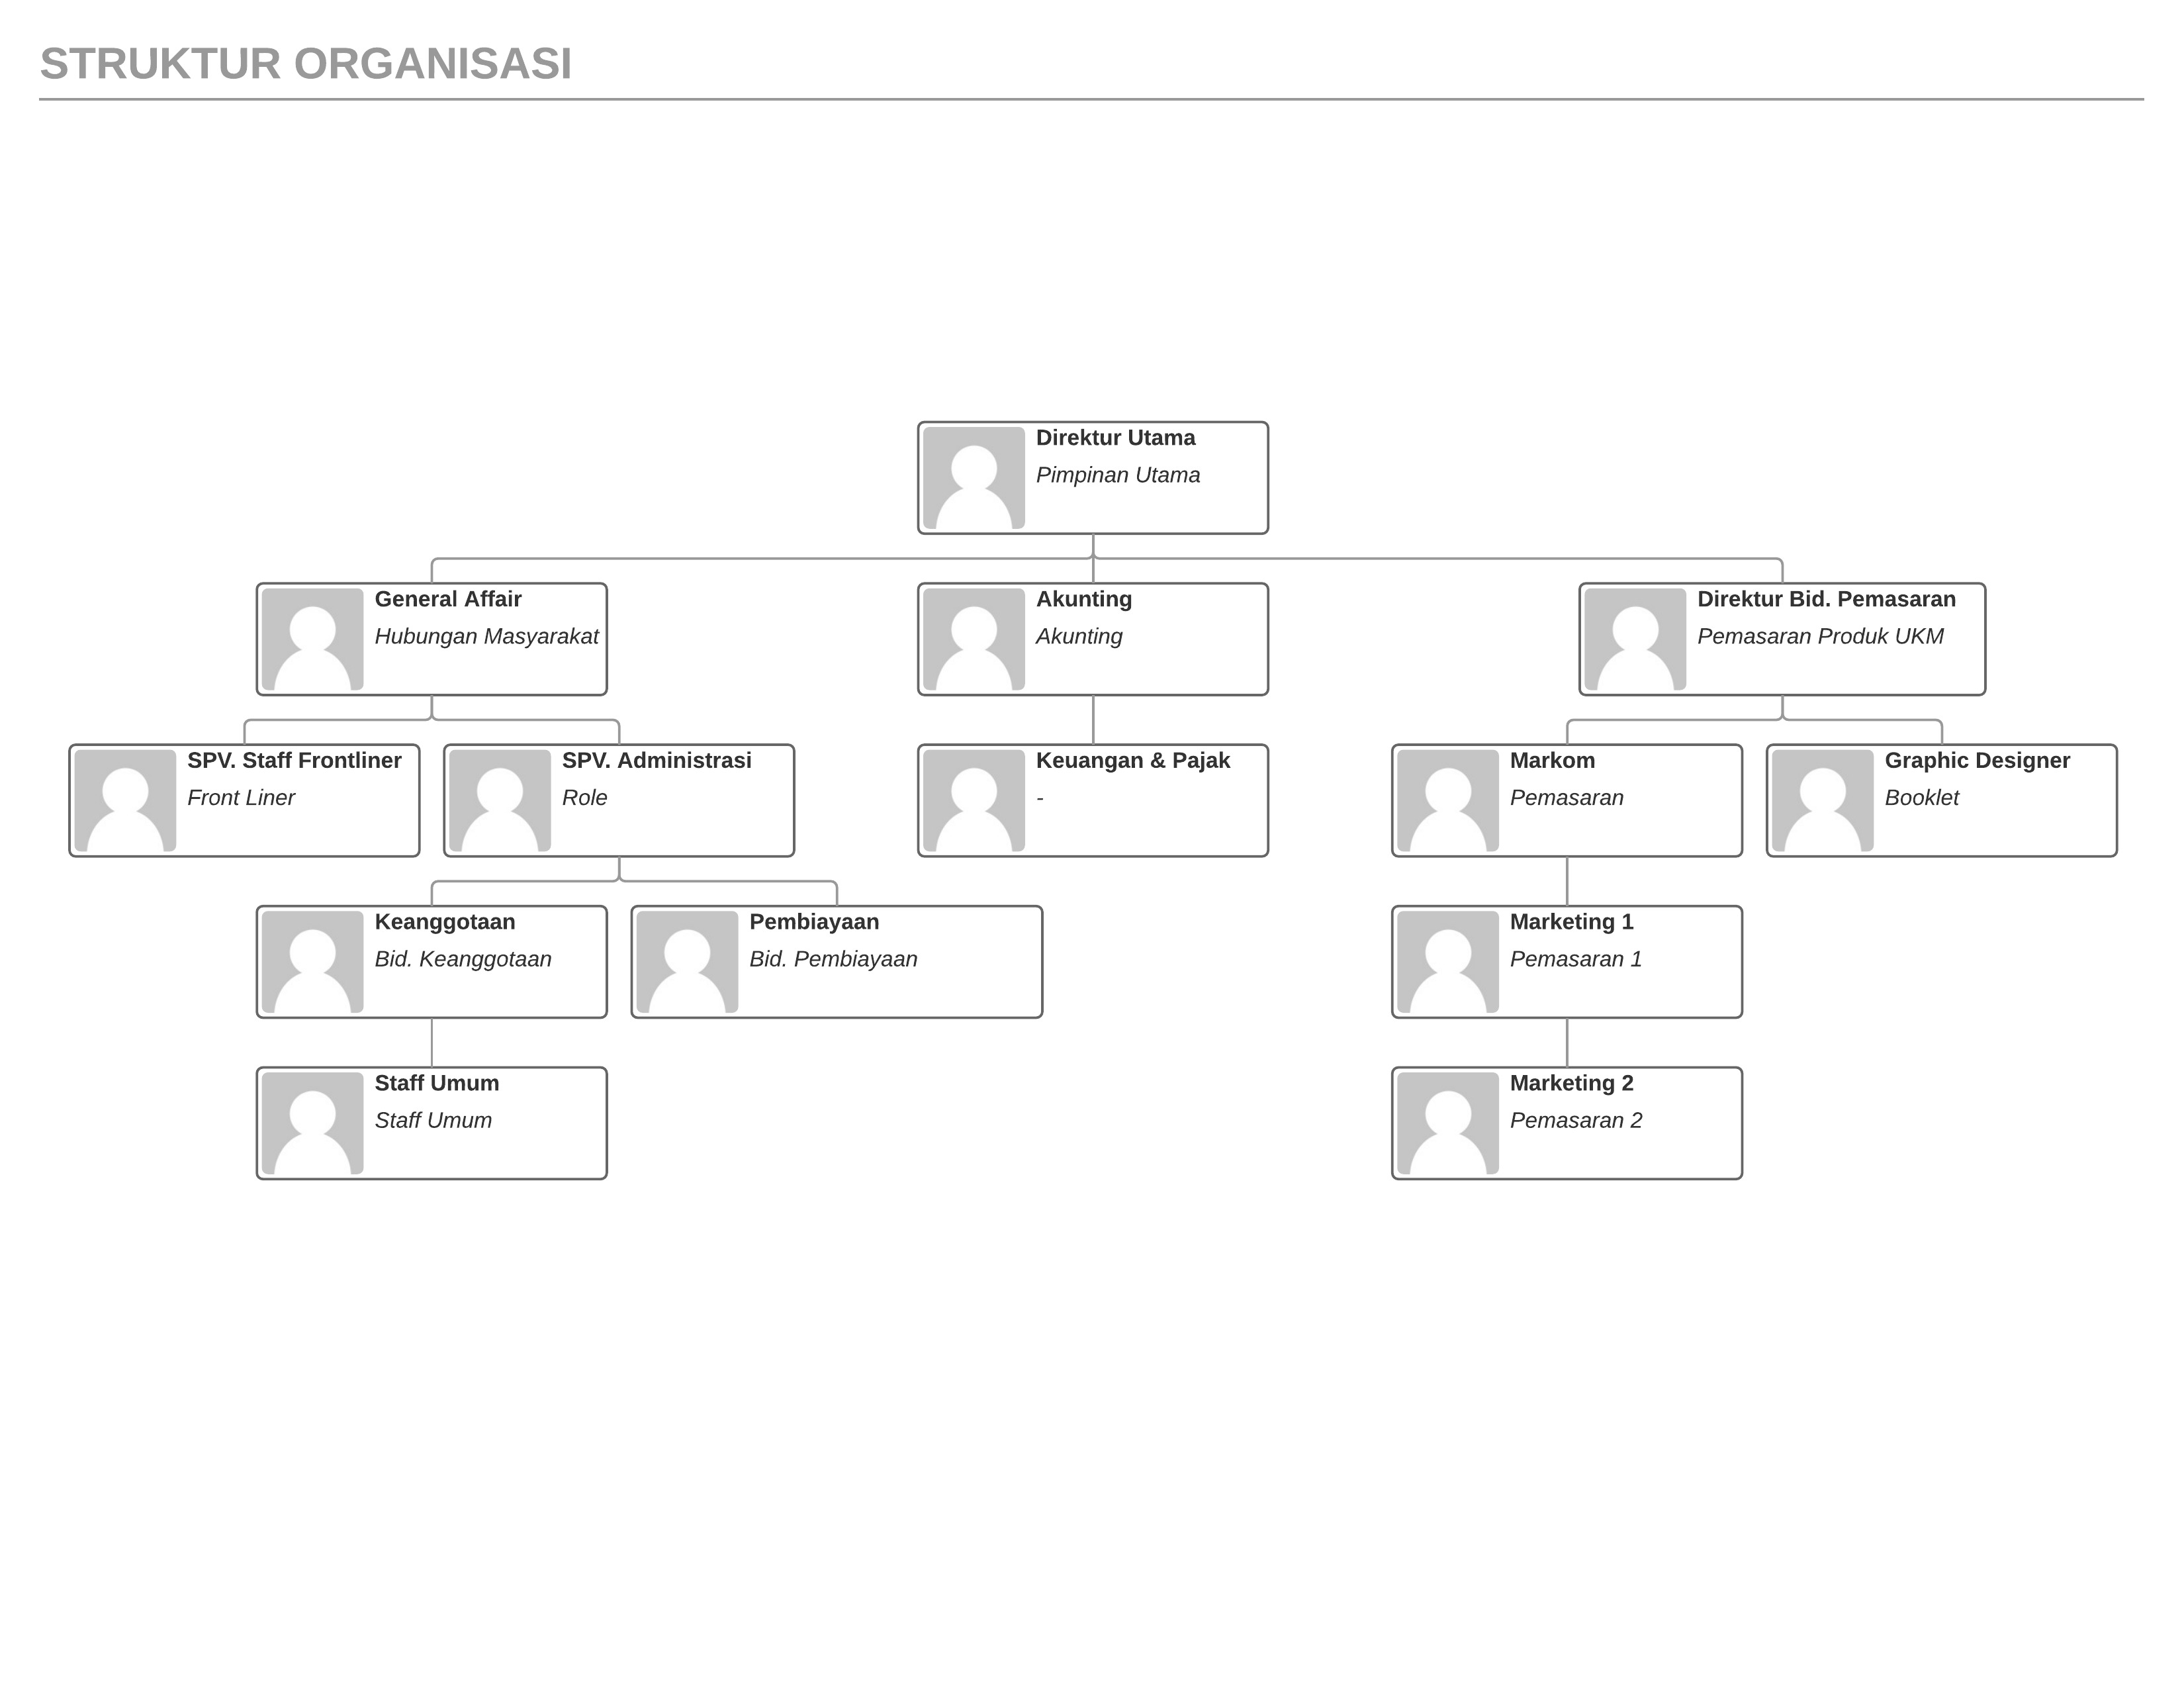 STRUKTUR ORGANISASI
Direktur Utama
Pimpinan Utama
General Affair
Hubungan Masyarakat
Akunting
Akunting
Direktur Bid. Pemasaran
Pemasaran Produk UKM
SPV. Staff Frontliner
Front Liner
SPV. Administrasi
Role
Keuangan & Pajak
-
Markom
Pemasaran
Graphic Designer
Booklet
Keanggotaan
Bid. Keanggotaan
Pembiayaan
Bid. Pembiayaan
Marketing 1
Pemasaran 1
Staff Umum
Staff Umum
Marketing 2
Pemasaran 2